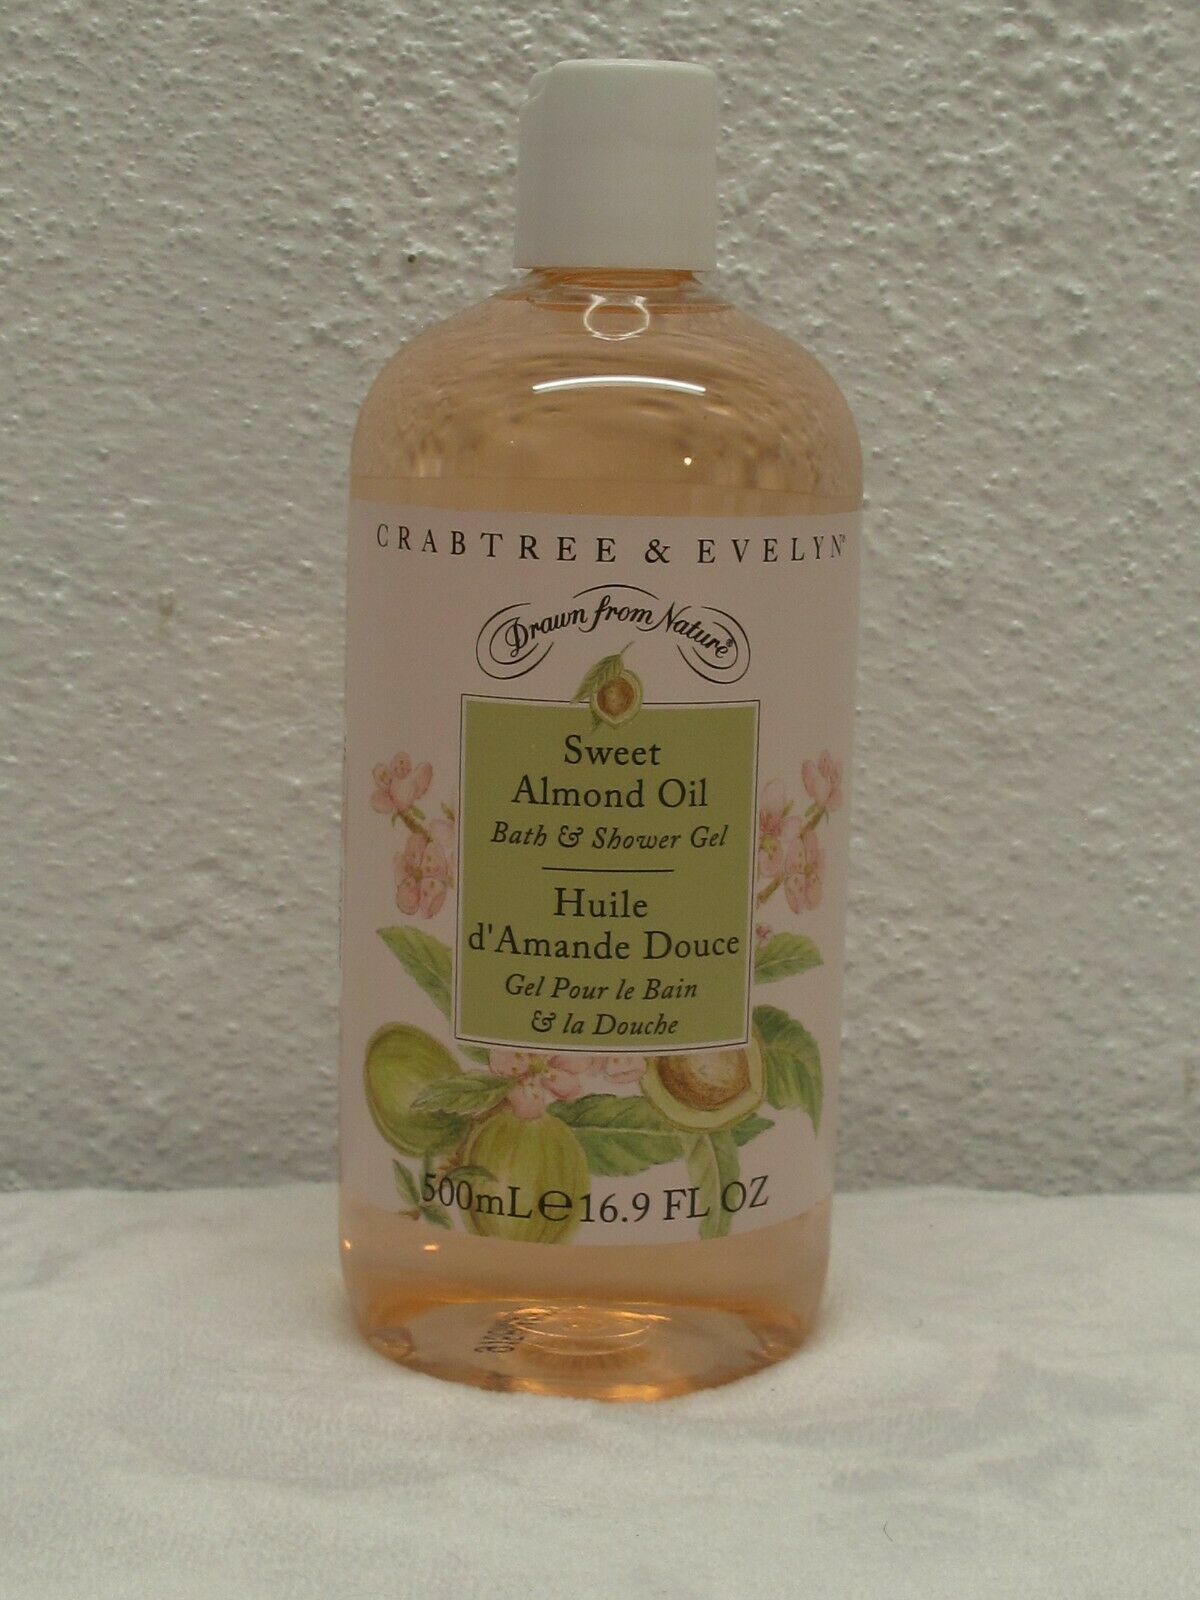 CRABTREE & EVELYN®
Drawn from Nature®
Sweet
Almond Oil
Bath & Shower Gel
Huile
d'Amande Douce
Gel Pour le Bain
& la Douche
500mL℮16.9 FL OZ